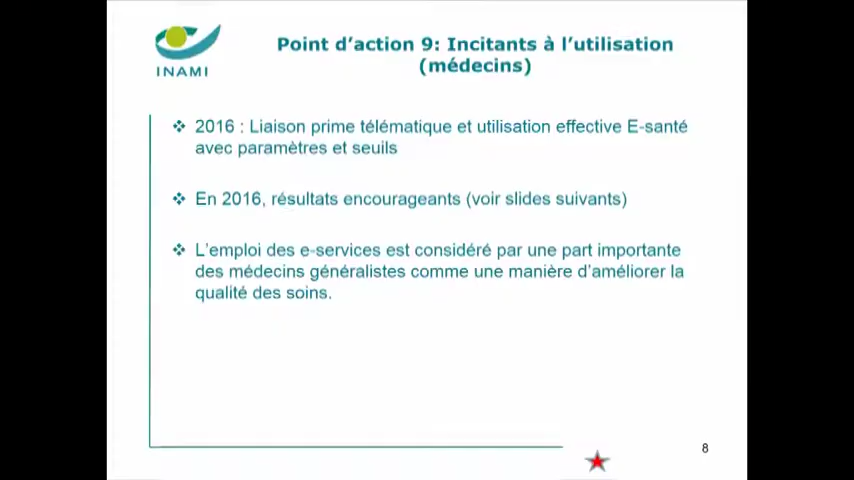 INAMI
Point d'action 9: Incitants à l'utilisation
(médecins)
2016 : Liaison prime télématique et utilisation effective E-santé
avec paramètres et seuils
En 2016, résultats encourageants (voir slides suivants)
L'emploi des e-services est considéré par une part importante
des médecins généralistes comme une manière d'améliorer la
qualité des soins.
8